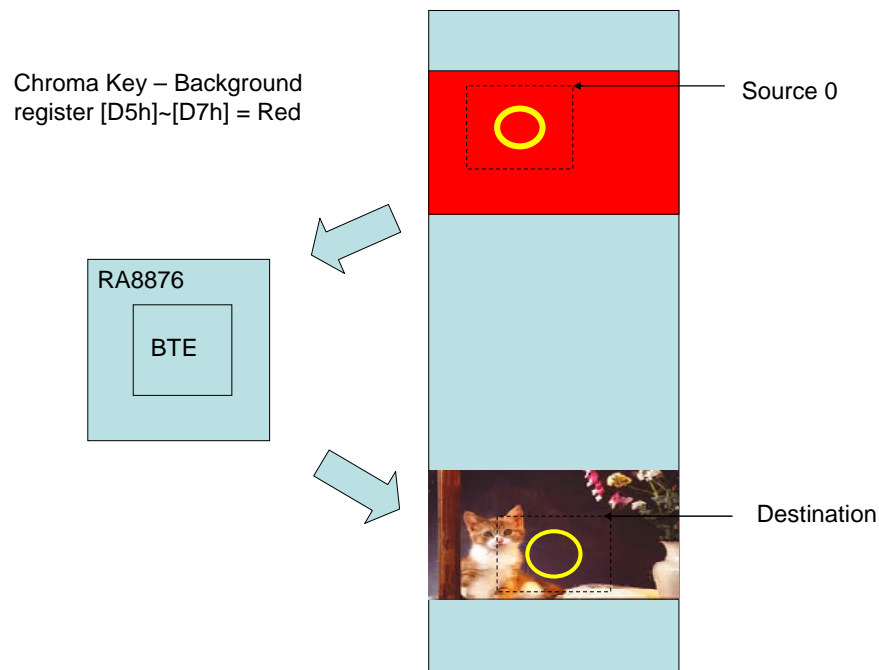 Chroma Key – Background
register [D5h]~[D7h] = Red
Source 0
RA8876
BTE
Destination